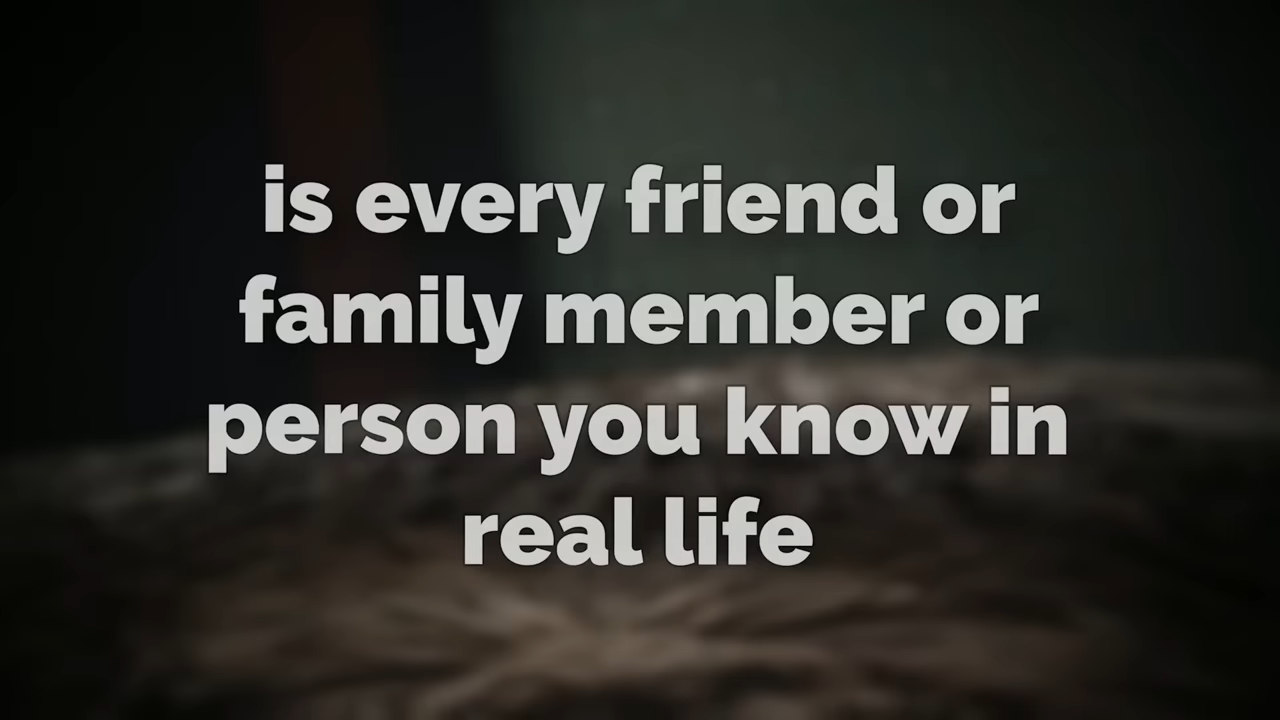 is every friend or
family member or
person you know in
real life